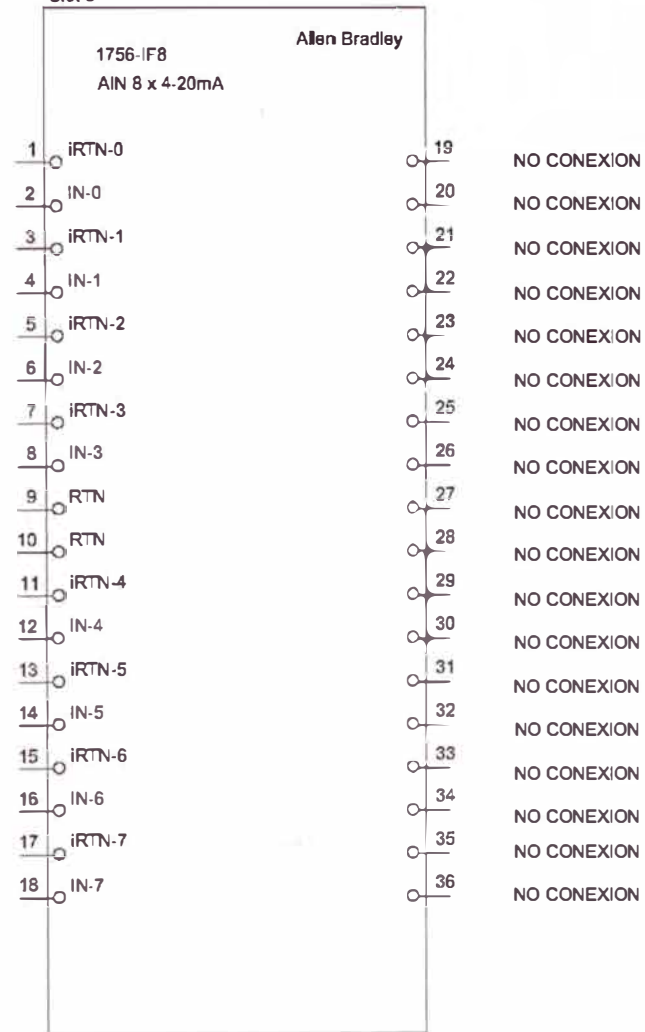 1756-IF8
Allen Bradley
AIN 8 x 4-20mA
1 iRTN-0 19 NO CONEXION
2 IN-0 20 NO CONEXION
3 iRTN-1 21 NO CONEXION
4 IN-1 22 NO CONEXION
5 iRTN-2 23 NO CONEXION
6 IN-2 24 NO CONEXION
7 iRTN-3 25 NO CONEXION
8 IN-3 26 NO CONEXION
9 RTN 27 NO CONEXION
10 RTN 28 NO CONEXION
11 iRTN-4 29 NO CONEXION
12 IN-4 30 NO CONEXION
13 iRTN-5 31 NO CONEXION
14 IN-5 32 NO CONEXION
15 iRTN-6 33 NO CONEXION
16 IN-6 34 NO CONEXION
17 iRTN-7 35 NO CONEXION
18 IN-7 36 NO CONEXION